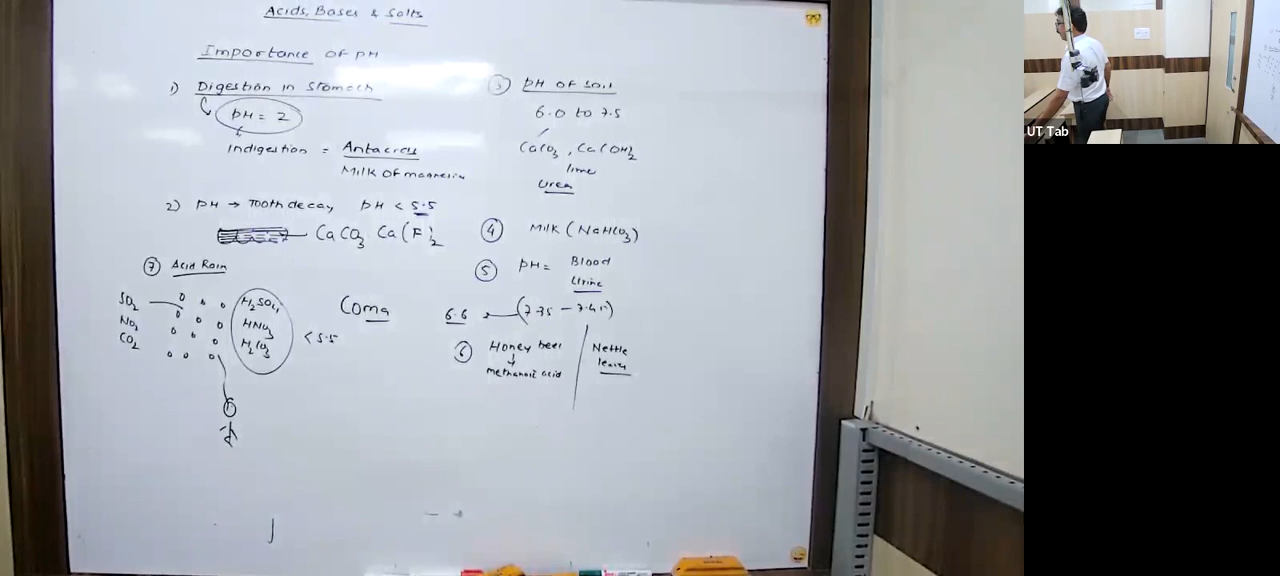 Acids, Bases & Salts
Importance of pH
1) Digestion in stomach
pH = 2
Indigestion = Antacids
Milk of magnesia
2) pH → Tooth decay pH < 5.5
CaCO3 Ca(F)2
7 Acid Rain
SO2
NO2
CO2
H2SO4
HNO3
H2CO3
< 5.5
Coma
3 pH of soil
6.0 to 7.5
CaCO3, Ca(OH)2
lime
Urea
4 Milk (NaHCO3)
5 pH = Blood
Urine
6.6 (7.35 - 7.45)
6 Honey bee
methanoic acid
Nettle
leaves
UT Tab